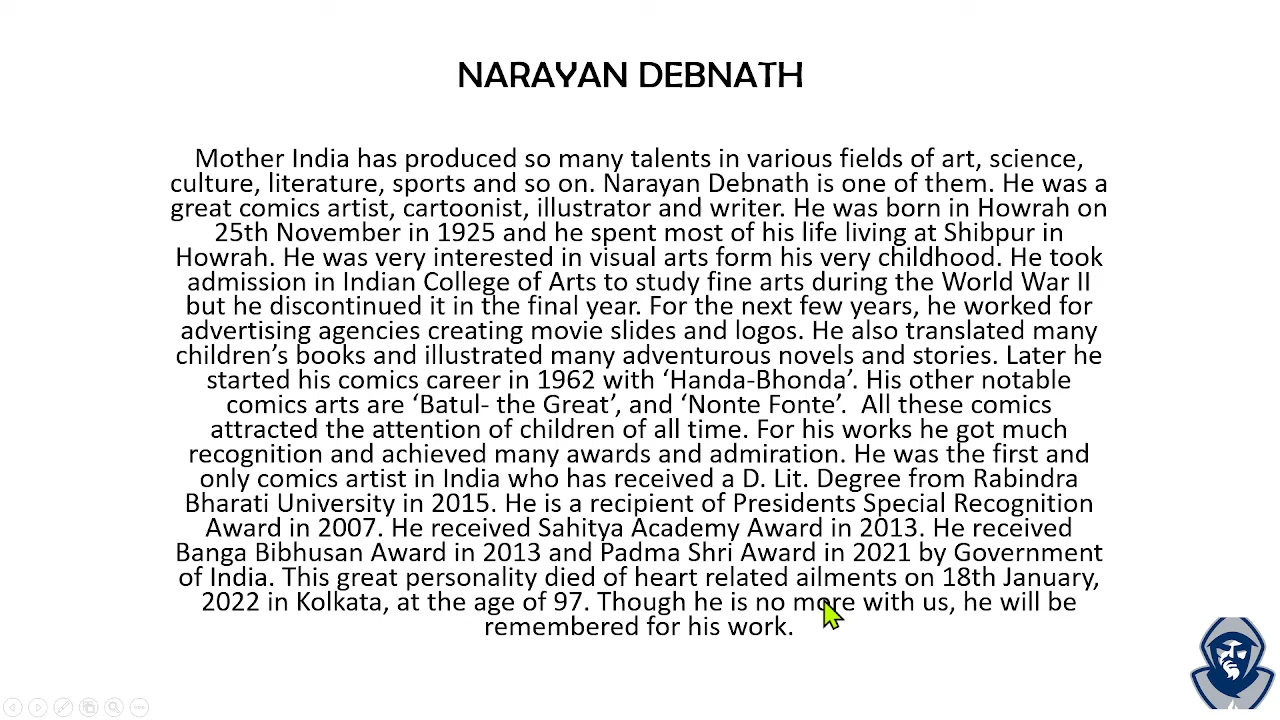 NARAYAN DEBNATH
Mother India has produced so many talents in various fields of art, science,
culture, literature, sports and so on. Narayan Debnath is one of them. He was a
great comics artist, cartoonist, illustrator and writer. He was born in Howrah on
25th November in 1925 and he spent most of his life living at Shibpur in
Howrah. He was very interested in visual arts form his very childhood. He took
admission in Indian College of Arts to study fine arts during the World War II
but he discontinued it in the final year. For the next few years, he worked for
advertising agencies creating movie slides and logos. He also translated many
children’s books and illustrated many adventurous novels and stories. Later he
started his comics career in 1962 with ‘Handa-Bhonda’. His other notable
comics arts are ‘Batul- the Great’, and ‘Nonte Fonte’.  All these comics
attracted the attention of children of all time. For his works he got much
recognition and achieved many awards and admiration. He was the first and
only comics artist in India who has received a D. Lit. Degree from Rabindra
Bharati University in 2015. He is a recipient of Presidents Special Recognition
Award in 2007. He received Sahitya Academy Award in 2013. He received
Banga Bibhusan Award in 2013 and Padma Shri Award in 2021 by Government
of India. This great personality died of heart related ailments on 18th January,
2022 in Kolkata, at the age of 97. Though he is no more with us, he will be
remembered for his work.